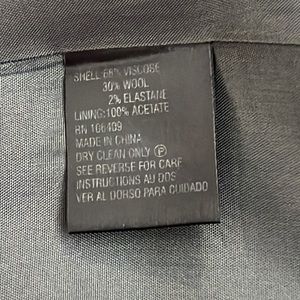 SHELL 68% VISCOSE
30% WOOL
2% ELASTANE
LINING:100% ACETATE
RN 166409
MADE IN CHINA
DRY CLEAN ONLY Ⓟ
SEE REVERSE FOR CARE
INSTRUCTIONS AU DOS
VER AL DORSO PARA CUIDADO